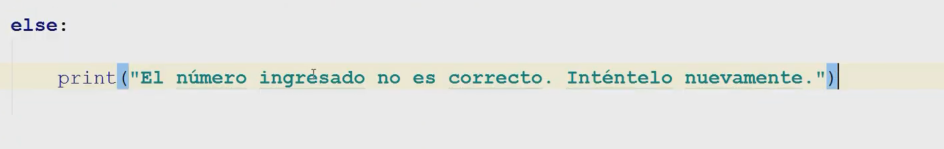 else:
print("El número ingresado no es correcto. Inténtelo nuevamente.")